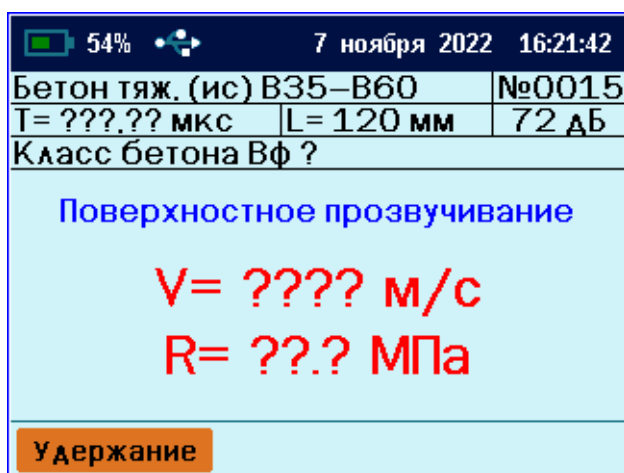 54% 7 ноября 2022 16:21:42
Бетон тяж. (ис) В35–В60 №0015
T= ???.?? мкс L= 120 мм 72 дБ
Класс бетона Вф ?
Поверхностное прозвучивание
V= ???? м/с
R= ??.? МПа
Удержание